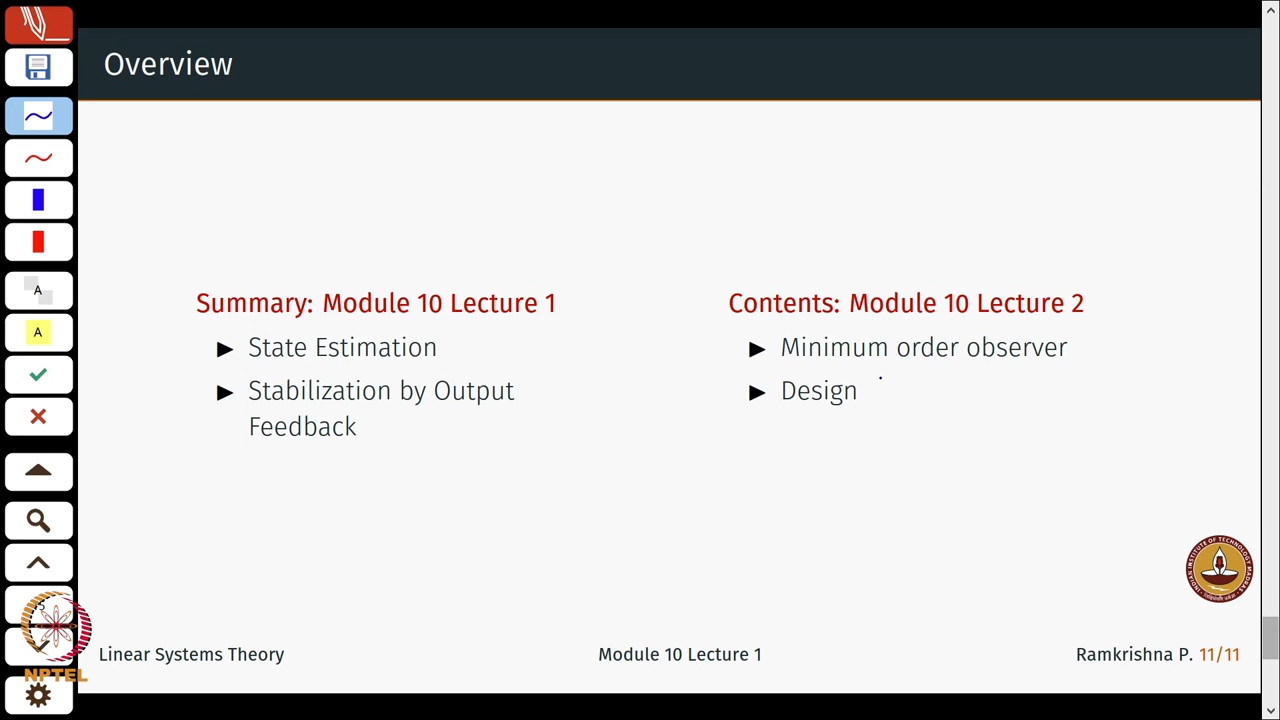 Overview
Summary: Module 10 Lecture 1
▶ State Estimation
▶ Stabilization by Output
Feedback
Contents: Module 10 Lecture 2
▶ Minimum order observer
▶ Design
A
A
NPTEL
Linear Systems Theory
Module 10 Lecture 1
Ramkrishna P. 11/11